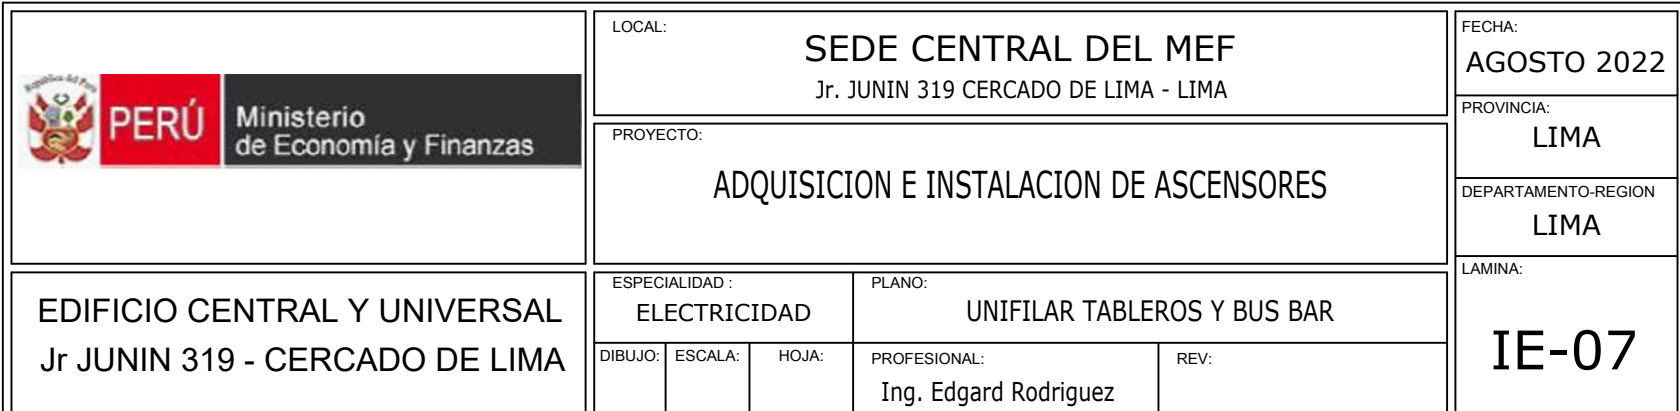 República del Perú
PERÚ
Ministerio
de Economía y Finanzas
EDIFICIO CENTRAL Y UNIVERSAL
Jr JUNIN 319 - CERCADO DE LIMA
LOCAL:
SEDE CENTRAL DEL MEF
Jr. JUNIN 319 CERCADO DE LIMA - LIMA
PROYECTO:
ADQUISICION E INSTALACION DE ASCENSORES
ESPECIALIDAD :
ELECTRICIDAD
PLANO:
UNIFILAR TABLEROS Y BUS BAR
DIBUJO:
ESCALA:
HOJA:
PROFESIONAL:
Ing. Edgard Rodriguez
REV:
FECHA:
AGOSTO 2022
PROVINCIA:
LIMA
DEPARTAMENTO-REGION
LIMA
LAMINA:
IE-07